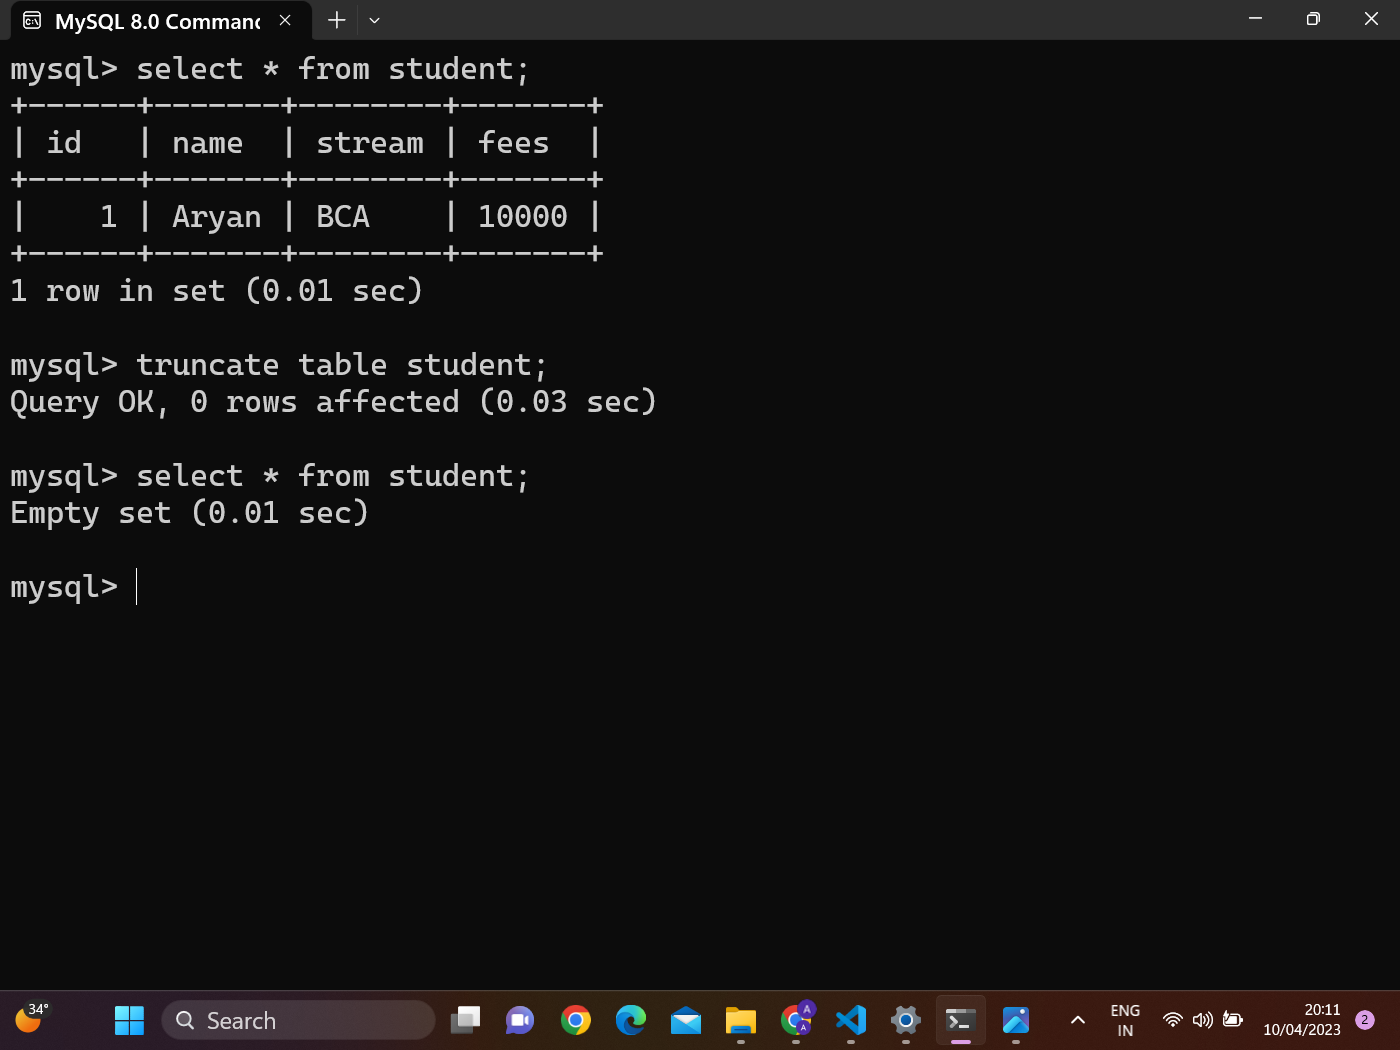 MySQL 8.0 Comman
mysql> select * from student;
+------+-------+--------+-------+
| id   | name  | stream | fees  |
+------+-------+--------+-------+
|    1 | Aryan | BCA    | 10000 |
+------+-------+--------+-------+
1 row in set (0.01 sec)
mysql> truncate table student;
Query OK, 0 rows affected (0.03 sec)
mysql> select * from student;
Empty set (0.01 sec)
mysql>
34°
Search
A
A
ENG
IN
20:11
10/04/2023
2